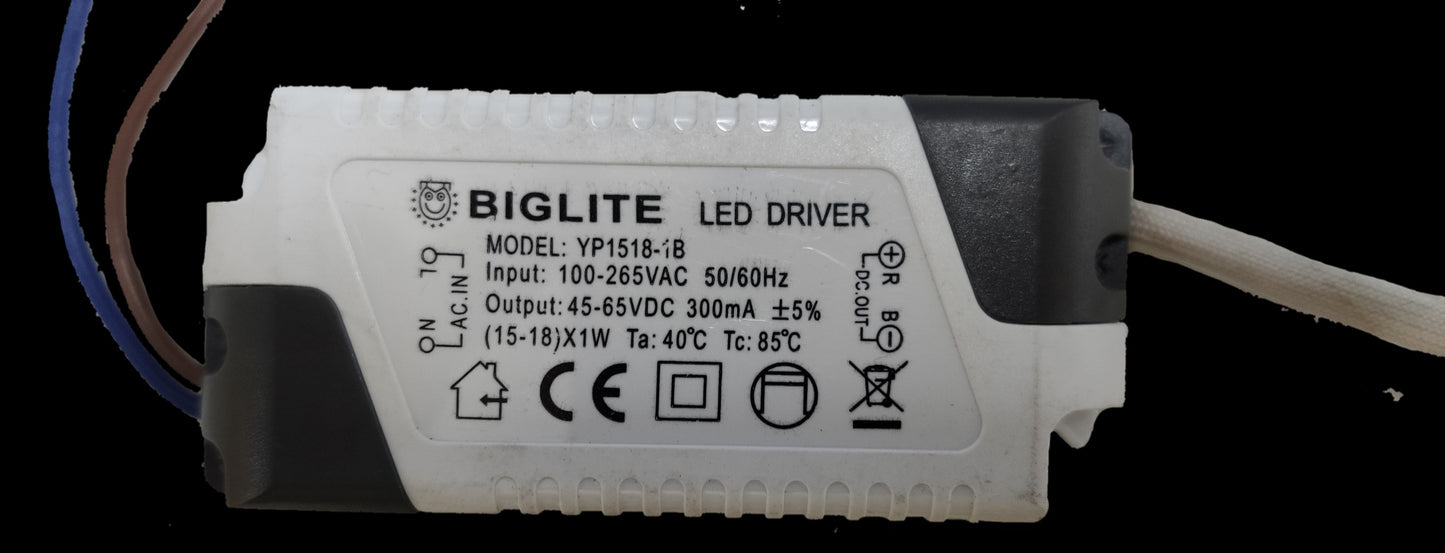 BIGLITE LED DRIVER
MODEL: YP1518-1B
Input: 100-265VAC 50/60Hz
Output: 45-65VDC 300mA ±5%
(15-18)X1W Ta: 40℃ Tc: 85℃
L
N
AC.IN
+ R
B -
DC.OUT
CE